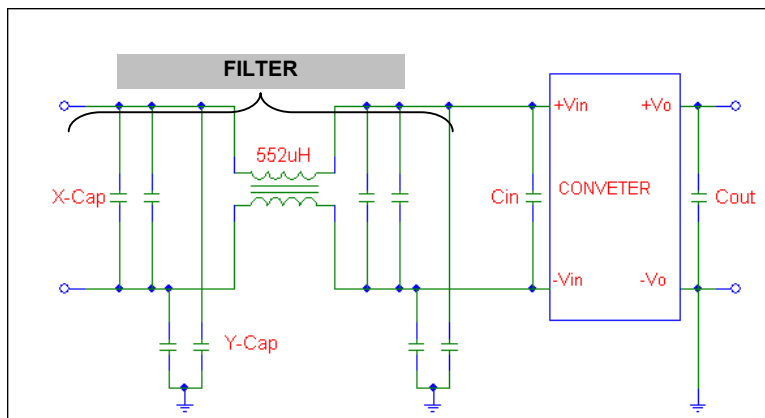 FILTER
+Vin
+Vo
552uH
X-Cap
Cin
CONVETER
Cout
-Vin
-Vo
Y-Cap